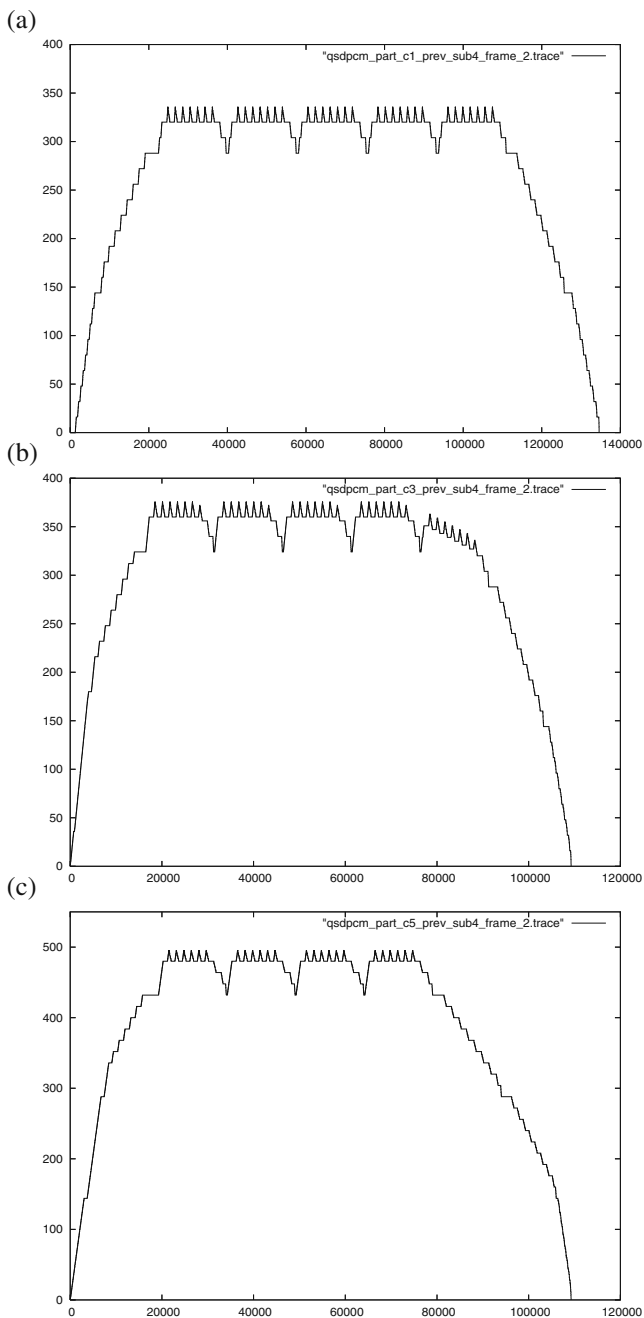 (a)
400
"qsdpcm_part_c1_prev_sub4_frame_2.trace"
350
300
250
200
150
100
50
0
0 20000 40000 60000 80000 100000 120000 140000
(b)
400
"qsdpcm_part_c3_prev_sub4_frame_2.trace"
350
300
250
200
150
100
50
0
0 20000 40000 60000 80000 100000 120000
(c)
"qsdpcm_part_c5_prev_sub4_frame_2.trace"
500
400
300
200
100
0
0 20000 40000 60000 80000 100000 120000